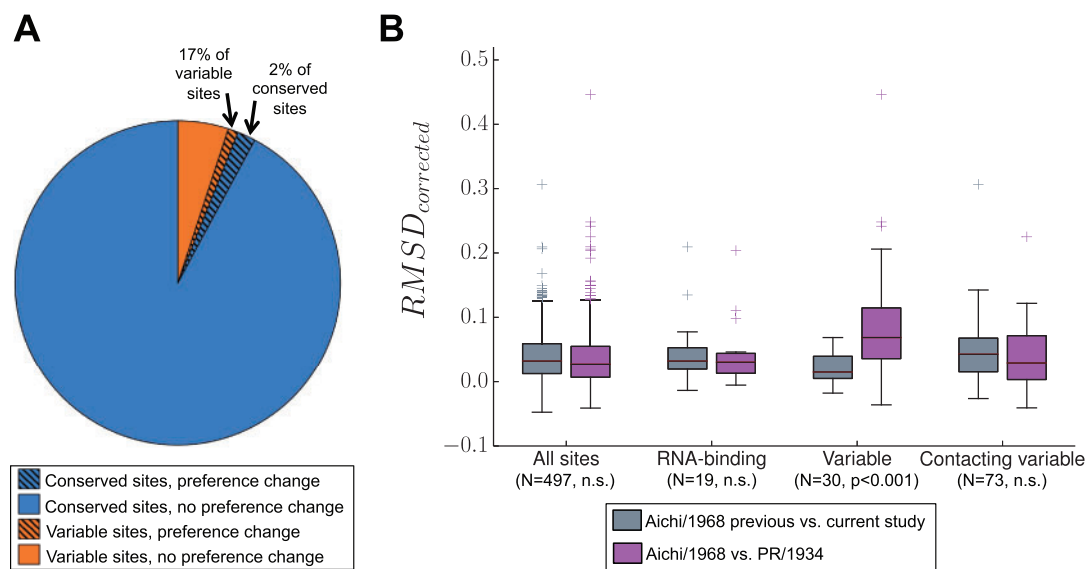 A
17% of
variable
sites
2% of
conserved
sites
Conserved sites, preference change
Conserved sites, no preference change
Variable sites, preference change
Variable sites, no preference change
B
RMSD_corrected
0.5
0.4
0.3
0.2
0.1
0.0
−0.1
All sites
(N=497, n.s.)
RNA-binding
(N=19, n.s.)
Variable
(N=30, p<0.001)
Contacting variable
(N=73, n.s.)
Aichi/1968 previous vs. current study
Aichi/1968 vs. PR/1934